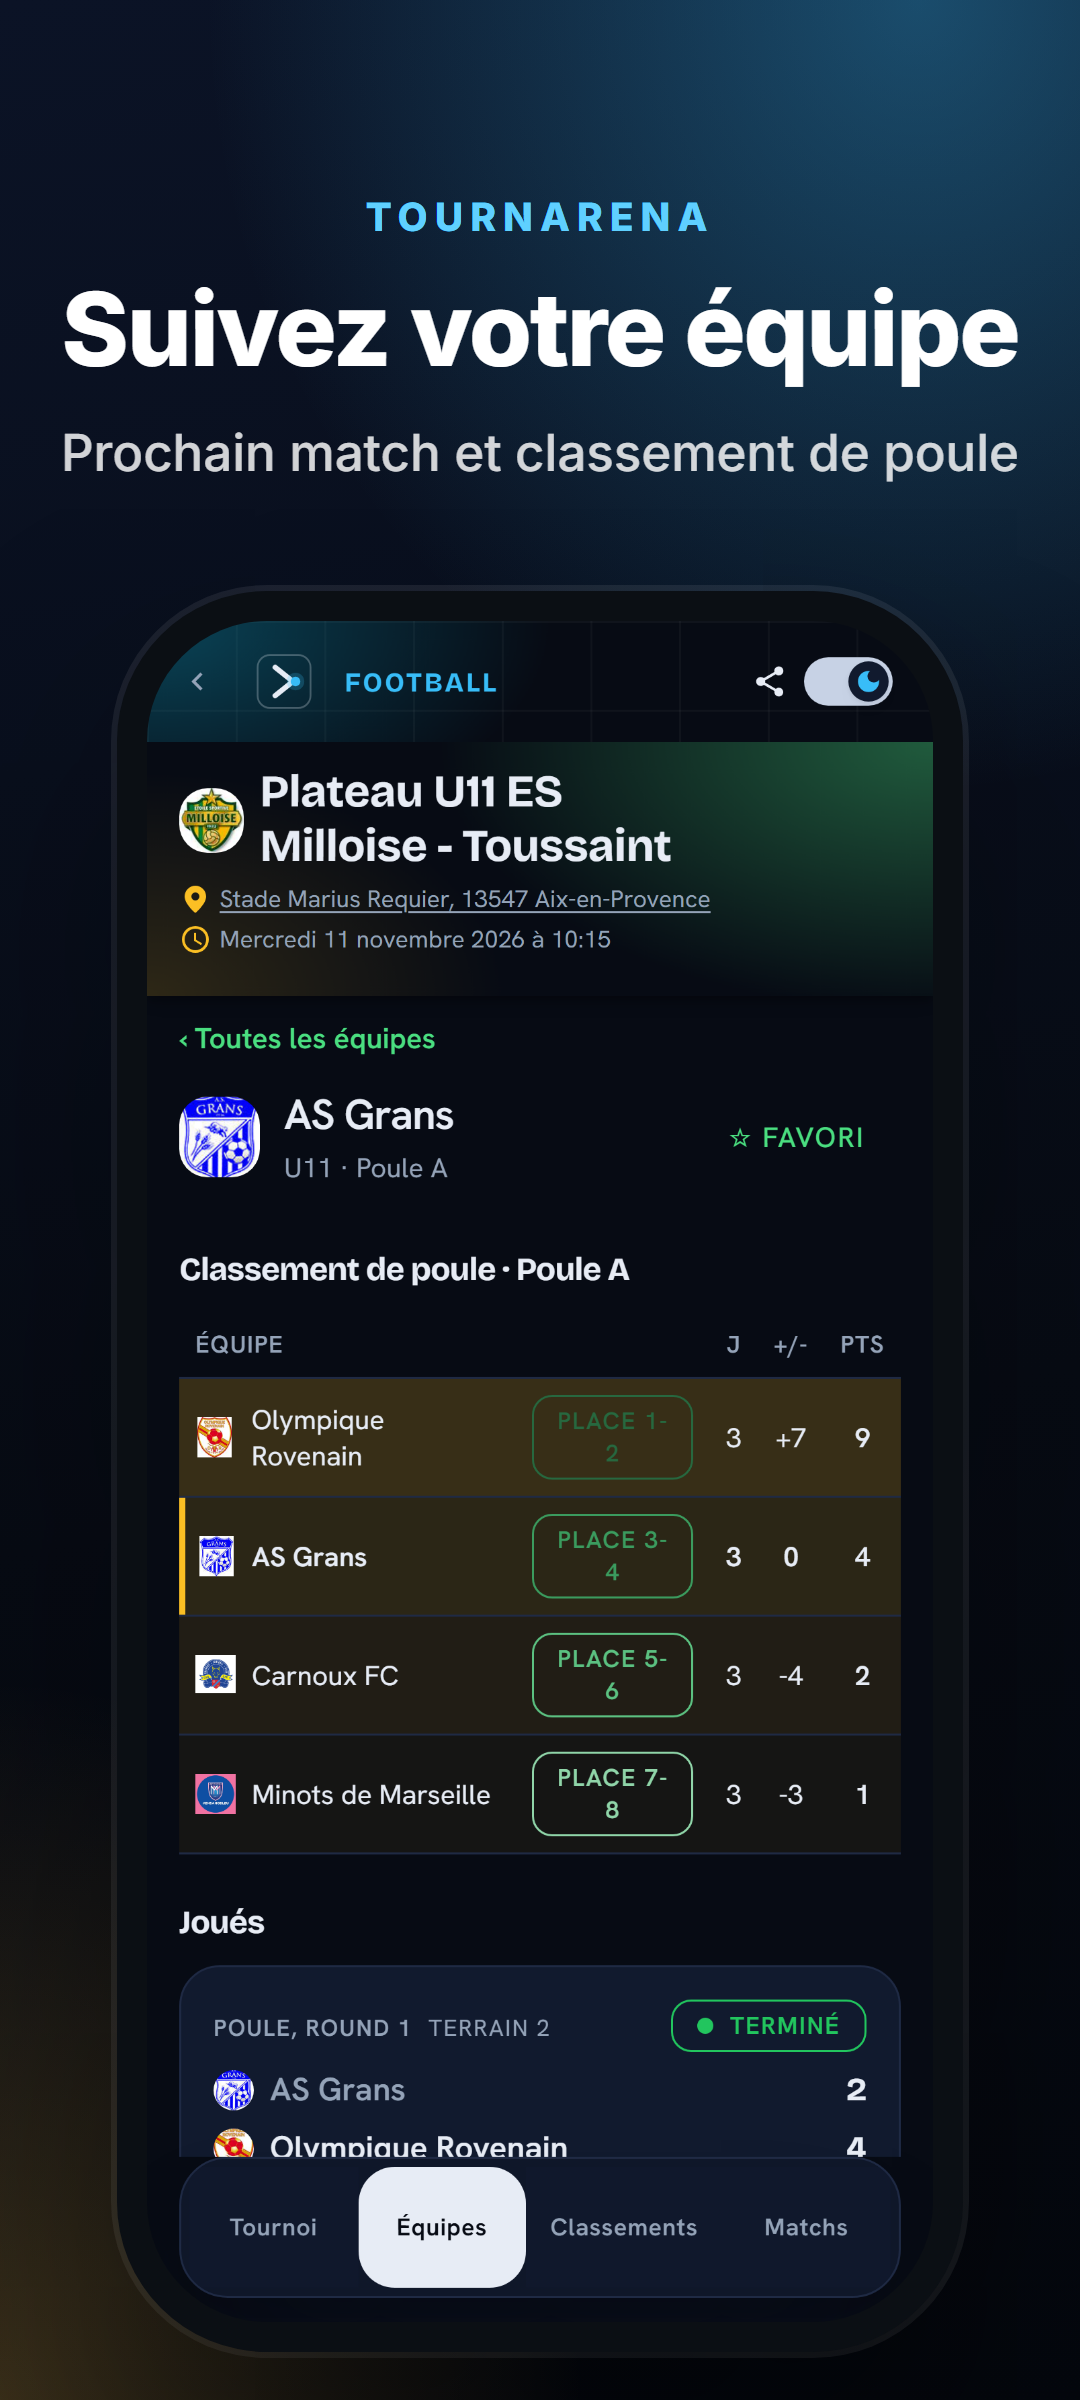 TOURNARENA
Suivez votre équipe
Prochain match et classement de poule
FOOTBALL
MILLOISE
Plateau U11 ES
Milloise - Toussaint
Stade Marius Requier, 13547 Aix-en-Provence
Mercredi 11 novembre 2026 à 10:15
‹ Toutes les équipes
GRANS
AS Grans
☆ FAVORI
U11 · Poule A
Classement de poule · Poule A
ÉQUIPE J +/- PTS
Olympique
Rovenain
PLACE 1-
2
3 +7 9
AS Grans
PLACE 3-
4
3 0 4
Carnoux FC
PLACE 5-
6
3 -4 2
Minots de Marseille
PLACE 7-
8
3 -3 1
Joués
POULE, ROUND 1 TERRAIN 2 TERMINÉ
AS Grans 2
Olympique Rovenain 4
Tournoi Équipes Classements Matchs